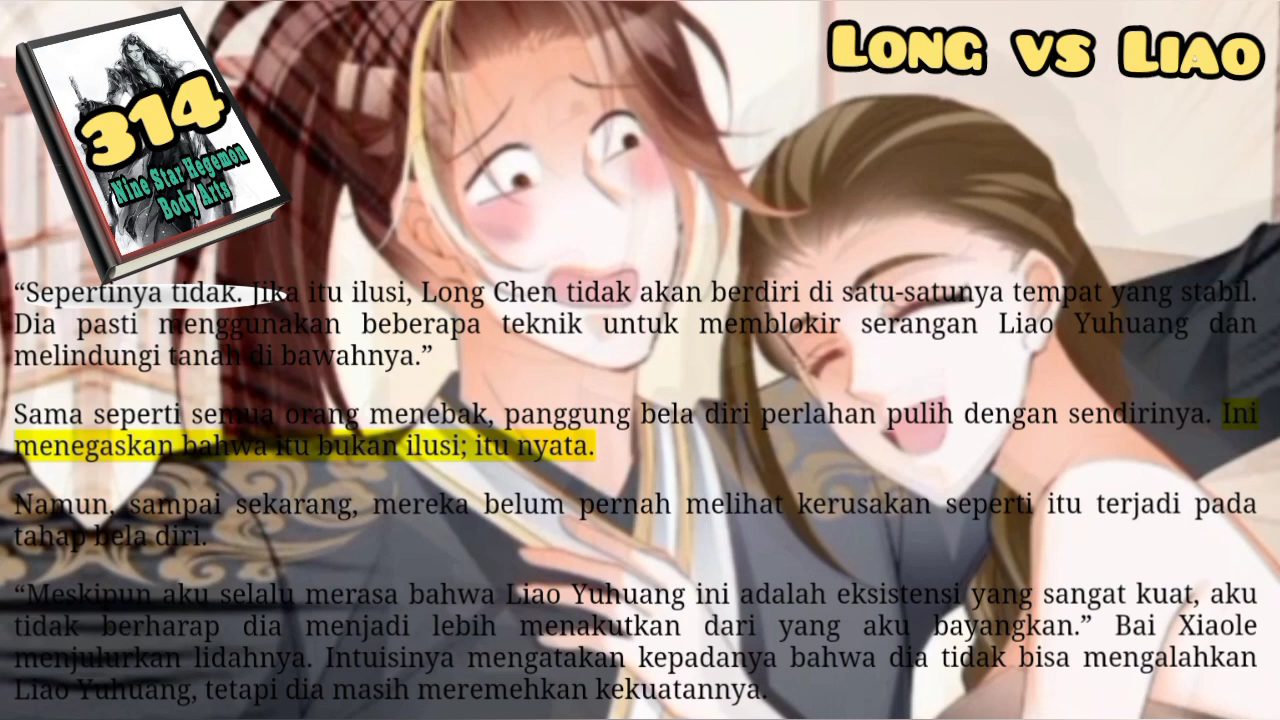 LONG VS LIAO
314
Nine Star Hegemon
Body Arts
“Sepertinya tidak. Jika itu ilusi, Long Chen tidak akan berdiri di satu-satunya tempat yang stabil.
Dia pasti menggunakan beberapa teknik untuk memblokir serangan Liao Yuhuang dan
melindungi tanah di bawahnya.”
Sama seperti semua orang menebak, panggung bela diri perlahan pulih dengan sendirinya. Ini
menegaskan bahwa itu bukan ilusi; itu nyata.
Namun, sampai sekarang, mereka belum pernah melihat kerusakan seperti itu terjadi pada
tahap bela diri.
“Meskipun aku selalu merasa bahwa Liao Yuhuang ini adalah eksistensi yang sangat kuat, aku
tidak berharap dia menjadi lebih menakutkan dari yang aku bayangkan.” Bai Xiaole
menjulurkan lidahnya. Intuisinya mengatakan kepadanya bahwa dia tidak bisa mengalahkan
Liao Yuhuang, tetapi dia masih meremehkan kekuatannya.